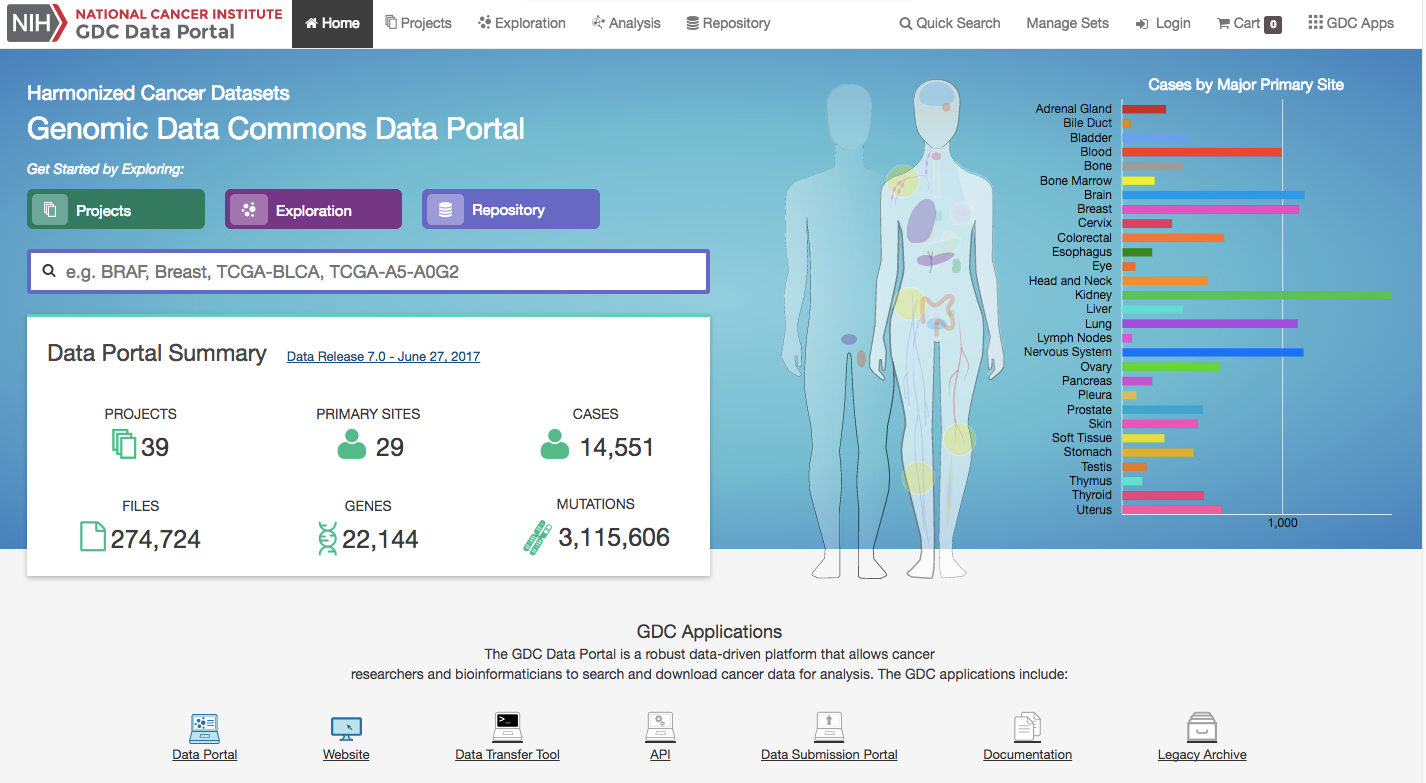 NIH
NATIONAL CANCER INSTITUTE
GDC Data Portal
Home
Projects
Exploration
Analysis
Repository
Quick Search
Manage Sets
Login
Cart 0
GDC Apps
Harmonized Cancer Datasets
Genomic Data Commons Data Portal
Get Started by Exploring:
Projects
Exploration
Repository
e.g. BRAF, Breast, TCGA-BLCA, TCGA-A5-A0G2
Data Portal Summary
Data Release 7.0 - June 27, 2017
PROJECTS
39
PRIMARY SITES
29
CASES
14,551
FILES
274,724
GENES
22,144
MUTATIONS
3,115,606
Cases by Major Primary Site
Adrenal Gland
Bile Duct
Bladder
Blood
Bone
Bone Marrow
Brain
Breast
Cervix
Colorectal
Esophagus
Eye
Head and Neck
Kidney
Liver
Lung
Lymph Nodes
Nervous System
Ovary
Pancreas
Pleura
Prostate
Skin
Soft Tissue
Stomach
Testis
Thymus
Thyroid
Uterus
1,000
GDC Applications
The GDC Data Portal is a robust data-driven platform that allows cancer
researchers and bioinformaticians to search and download cancer data for analysis. The GDC applications include:
Data Portal
Website
Data Transfer Tool
API
Data Submission Portal
Documentation
Legacy Archive